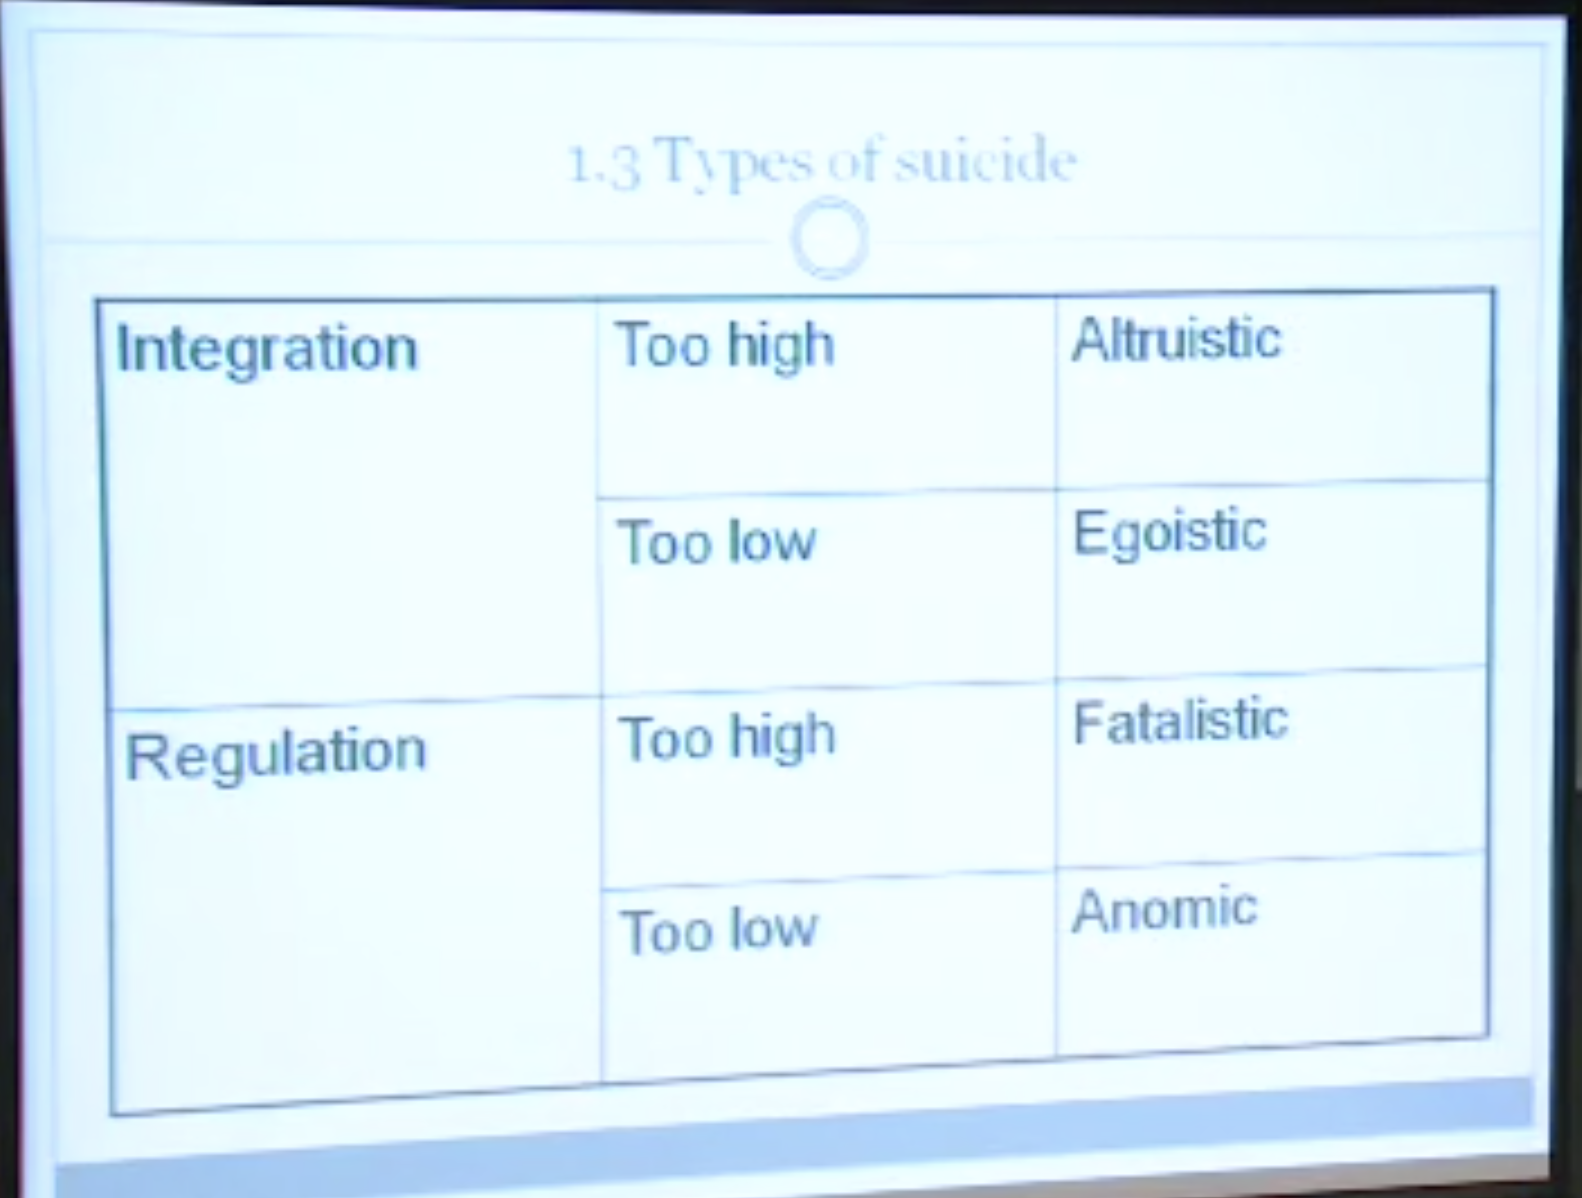 1.3 Types of suicide
Integration Too high Altruistic
Too low Egoistic
Regulation Too high Fatalistic
Too low Anomic